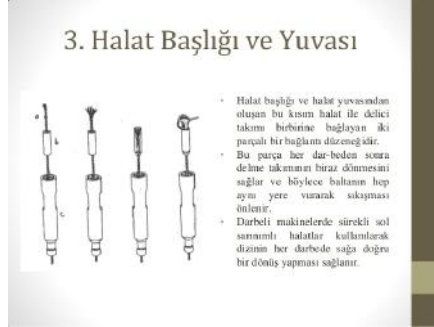 3. Halat Başlığı ve Yuvası
a
b
c
• Halat başlığı ve halat yuvasından
oluşan bu kısım halat ile delici
takımı birbirine bağlayan iki
parçalı bir bağlantı düzeneğidir.
• Bu parça her dar-beden sonra
delme takımının biraz dönmesini
sağlar ve böylece baltanın hep
aynı yere vurarak sıkışması
önlenir.
• Darbeli makinelerde sürekli sol
sarımımlı halatlar kullanılarak
dizinin her darbede sağa doğru
bir dönüş yapması sağlanır.